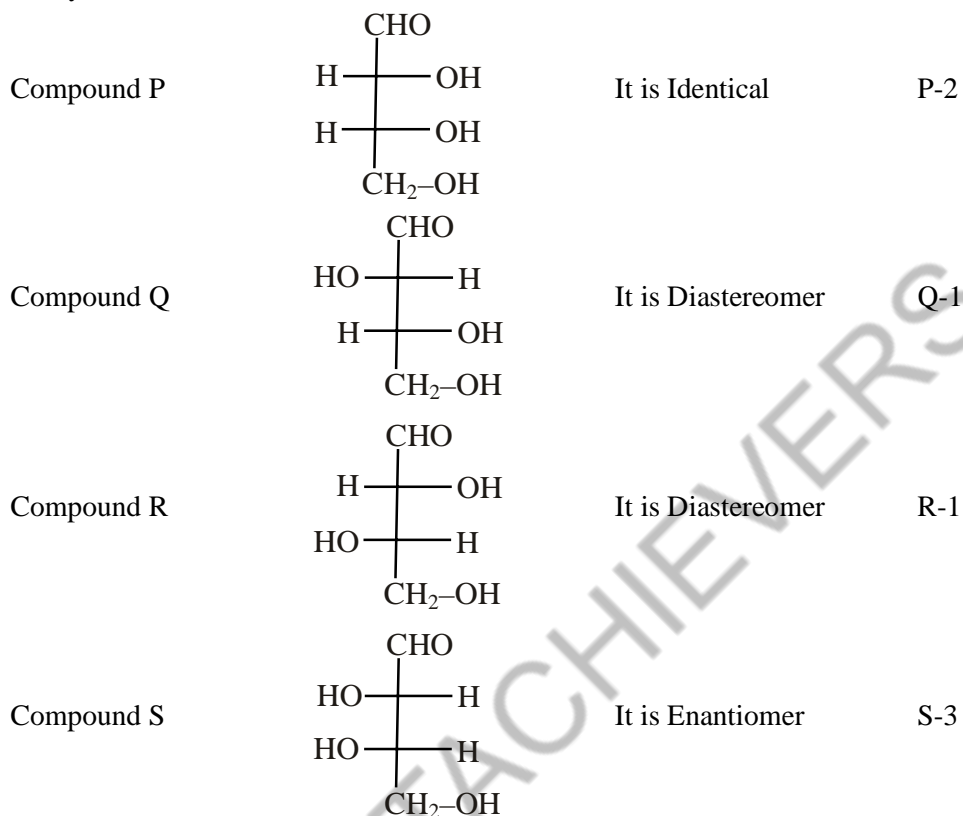 CHO
Compound P H OH It is Identical P-2
H OH
CH₂–OH
CHO
HO H
Compound Q It is Diastereomer Q-1
H OH
CH₂–OH
CHO
H OH
Compound R It is Diastereomer R-1
HO H
CH₂–OH
CHO
HO H
Compound S It is Enantiomer S-3
HO H
CH₂–OH
TACHIEVERS